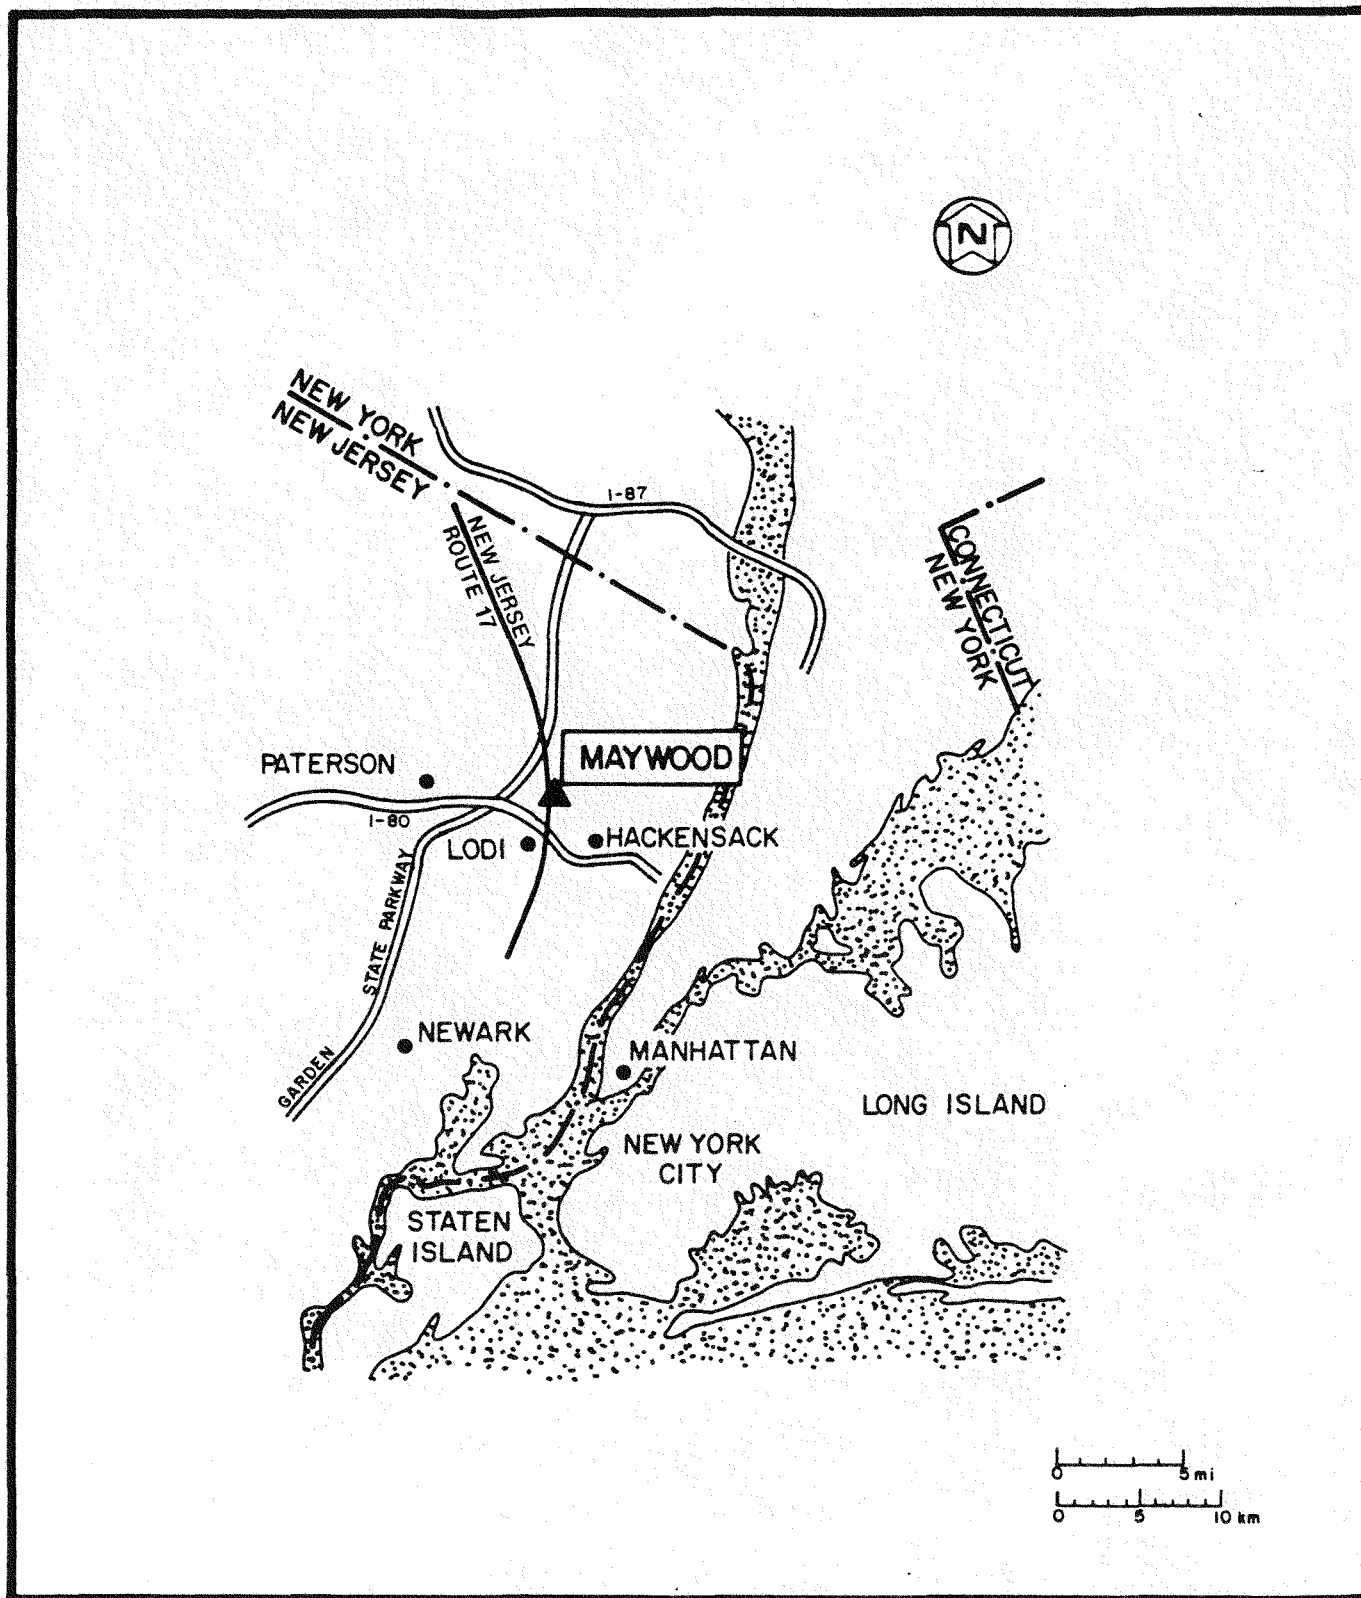 N
NEW YORK
NEW JERSEY
I-87
NEW JERSEY
ROUTE 17
CONNECTICUT
NEW YORK
MAYWOOD
PATERSON
I-80
LODI
HACKENSACK
GARDEN STATE PARKWAY
NEWARK
MANHATTAN
LONG ISLAND
NEW YORK
CITY
STATEN
ISLAND
0 5 mi
0 5 10 km